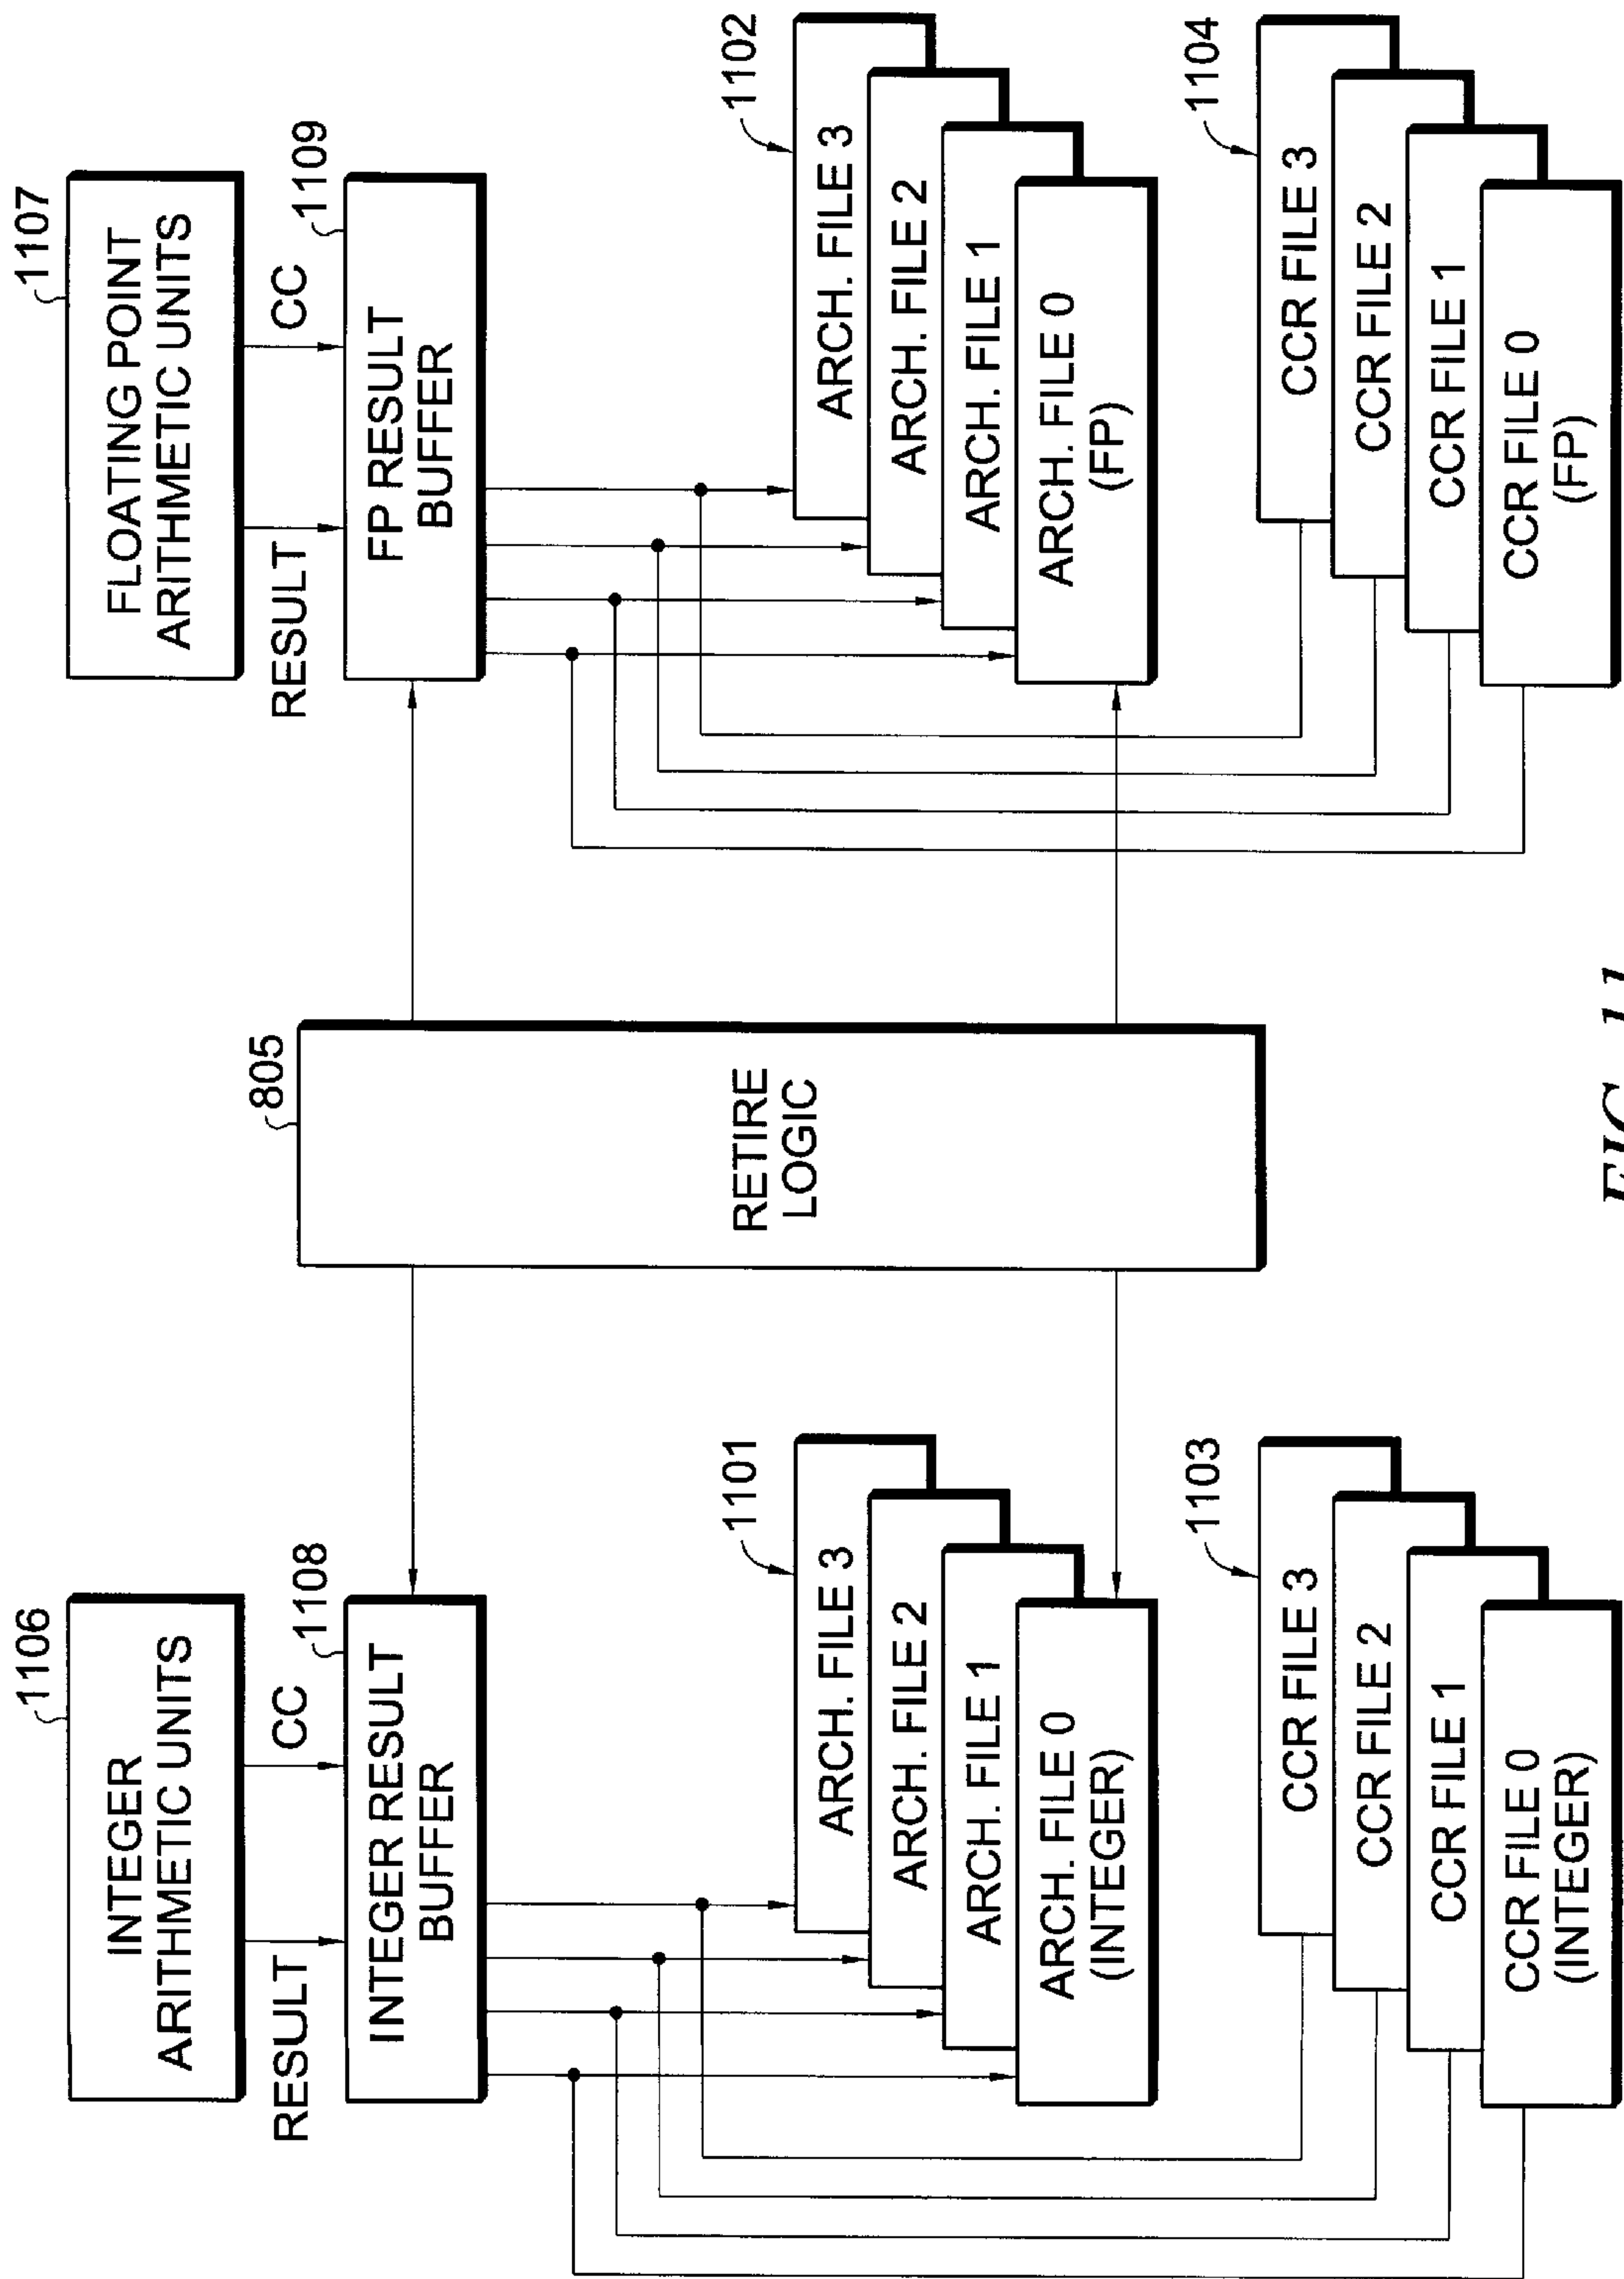 1106
INTEGER
ARITHMETIC UNITS
RESULT
CC
1108
INTEGER RESULT
BUFFER
1101
ARCH. FILE 3
ARCH. FILE 2
ARCH. FILE 1
ARCH. FILE 0
(INTEGER)
1103
CCR FILE 3
CCR FILE 2
CCR FILE 1
CCR FILE 0
(INTEGER)
805
RETIRE
LOGIC
1107
FLOATING POINT
ARITHMETIC UNITS
RESULT
CC
1109
FP RESULT
BUFFER
1102
ARCH. FILE 3
ARCH. FILE 2
ARCH. FILE 1
ARCH. FILE 0
(FP)
1104
CCR FILE 3
CCR FILE 2
CCR FILE 1
CCR FILE 0
(FP)
FIG. 11